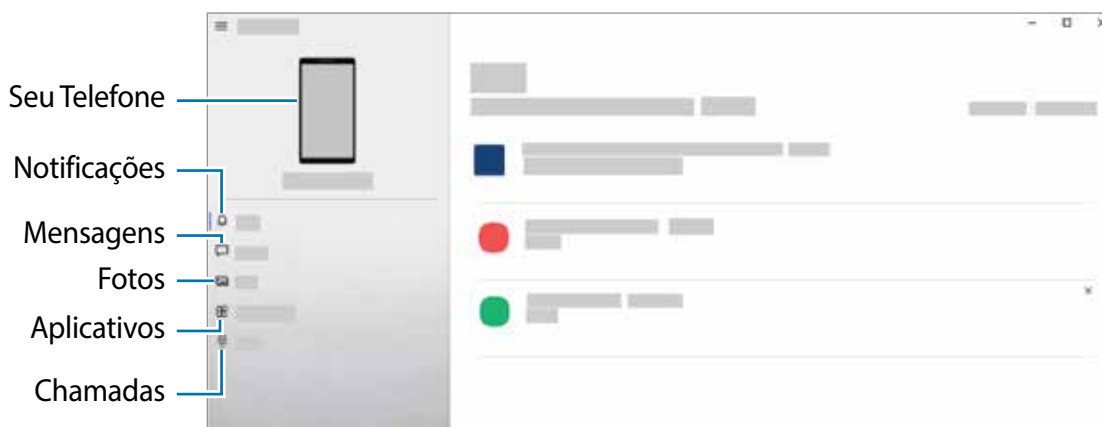 Seu Telefone
Notificações
Mensagens
Fotos
Aplicativos
Chamadas